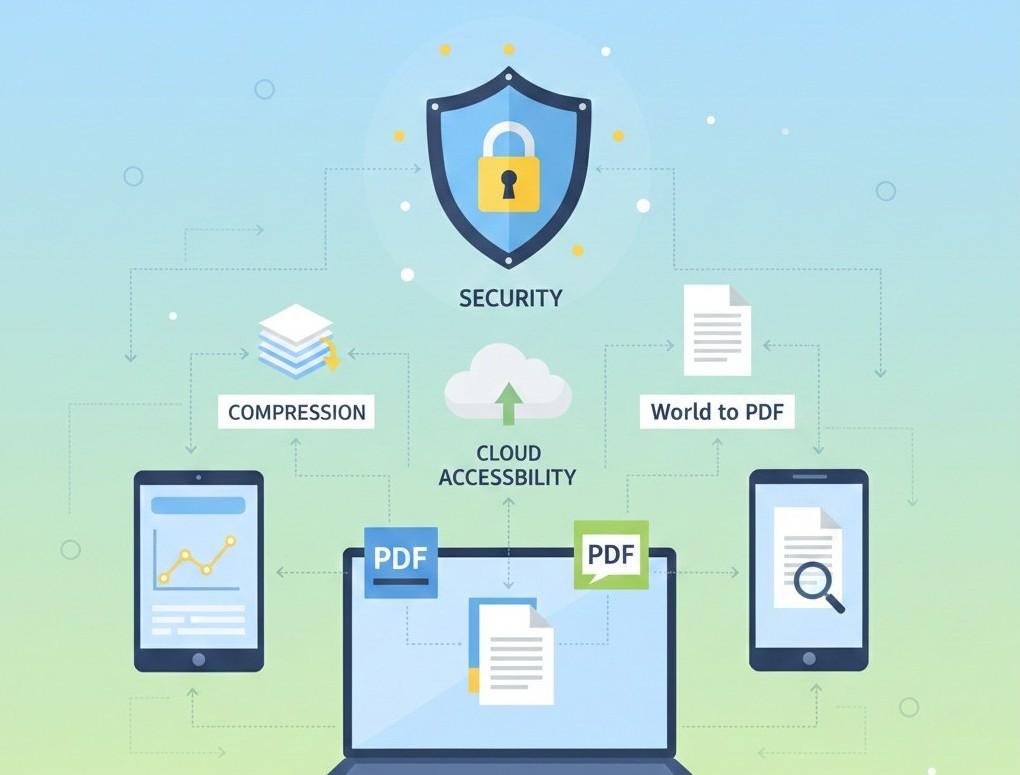 SECURITY
COMPRESSION
World to PDF
CLOUD
ACCESSBILITY
PDF
PDF